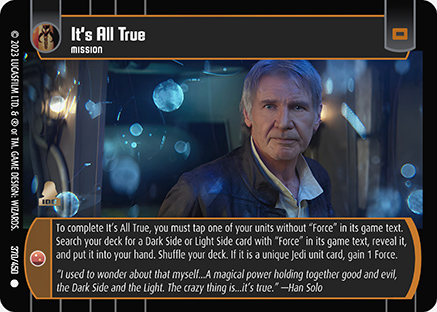 It's All True
MISSION
© 2023 LUCASFILM LTD. & ® or TM. GAME DESIGN: WIZARDS.
370/450
To complete It's All True, you must tap one of your units without "Force" in its game text.
Search your deck for a Dark Side or Light Side card with "Force" in its game text, reveal it,
and put it into your hand. Shuffle your deck. If it is a unique Jedi unit card, gain 1 Force.
"I used to wonder about that myself...A magical power holding together good and evil,
the Dark Side and the Light. The crazy thing is...it's true." —Han Solo